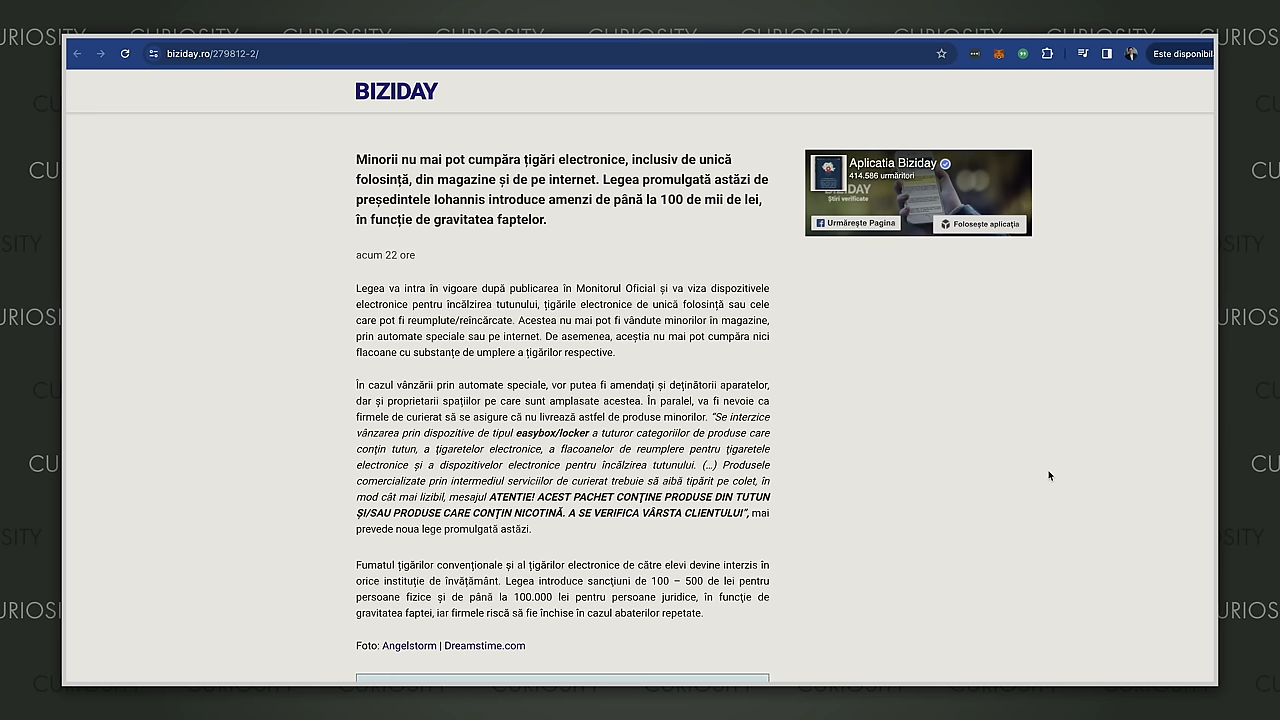 CURIOSITY CURIOSITY CURIOSITY CURIOSITY CURIOSITY
biziday.ro/279812-2/
Este disponibil
BIZIDAY
Minorii nu mai pot cumpăra țigări electronice, inclusiv de unică
folosință, din magazine și de pe internet. Legea promulgată astăzi de
președintele Iohannis introduce amenzi de până la 100 de mii de lei,
în funcție de gravitatea faptelor.
acum 22 ore
Legea va intra în vigoare după publicarea în Monitorul Oficial și va viza dispozitivele
electronice pentru încălzirea tutunului, țigările electronice de unică folosință sau cele
care pot fi reumplute/reîncărcate. Acestea nu mai pot fi vândute minorilor în magazine,
prin automate speciale sau pe internet. De asemenea, aceștia nu mai pot cumpăra nici
flacoane cu substanțe de umplere a țigărilor respective.
În cazul vânzării prin automate speciale, vor putea fi amendați și deținătorii aparatelor,
dar și proprietarii spațiilor pe care sunt amplasate acestea. În paralel, va fi nevoie ca
firmele de curierat să se asigure că nu livrează astfel de produse minorilor. "Se interzice
vânzarea prin dispozitive de tipul easybox/locker a tuturor categoriilor de produse care
conțin tutun, a țigaretelor electronice, a flacoanelor de reumplere pentru țigaretele
electronice și a dispozitivelor electronice pentru încălzirea tutunului. (…) Produsele
comercializate prin intermediul serviciilor de curierat trebuie să aibă tipărit pe colet, în
mod cât mai lizibil, mesajul ATENTIE! ACEST PACHET CONȚINE PRODUSE DIN TUTUN
ȘI/SAU PRODUSE CARE CONȚIN NICOTINĂ. A SE VERIFICA VÂRSTA CLIENTULUI", mai
prevede noua lege promulgată astăzi.
Fumatul țigărilor convenționale și al țigărilor electronice de către elevi devine interzis în
orice instituție de învățământ. Legea introduce sancțiuni de 100 – 500 de lei pentru
persoane fizice și de până la 100.000 lei pentru persoane juridice, în funcție de
gravitatea faptei, iar firmele riscă să fie închise în cazul abaterilor repetate.
Foto: Angelstorm | Dreamstime.com
Aplicatia Biziday
414.586 urmăritori
BIZIDAY
Știri verificate
Urmărește Pagina
Folosește aplicația